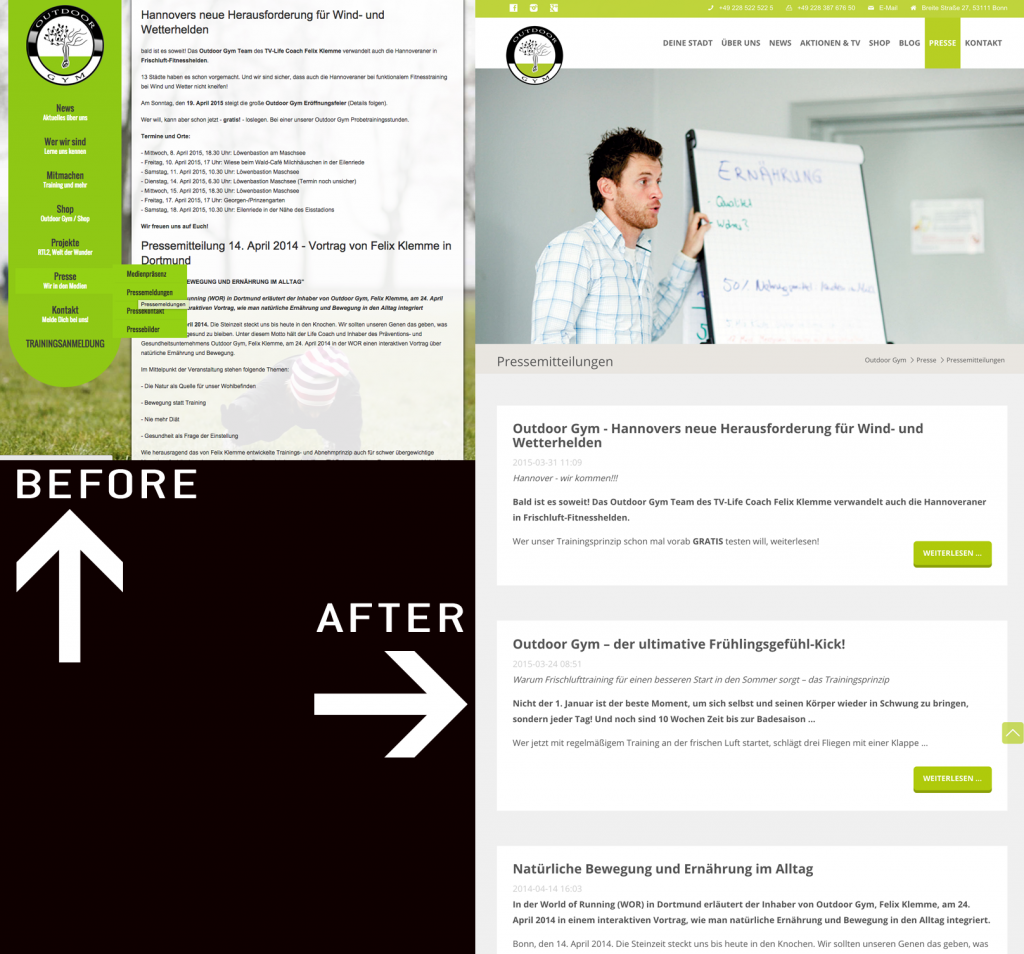 OUTDOOR
GYM
News
Aktuelles über uns
Wer wir sind
Lerne uns kennen
Mitmachen
Training und mehr
Shop
Outdoor Gym / Shop
Projekte
RTL2, Welt der Wunder
Presse
Wir in den Medien
Kontakt
Melde Dich bei uns!
TRAININGSANMELDUNG
Medienpräsenz
Pressemeldungen
Pressemeldungen
Pressekontakt
Pressebilder
Hannovers neue Herausforderung für Wind- und
Wetterhelden
bald ist es soweit! Das Outdoor Gym Team des TV-Life Coach Felix Klemme verwandelt auch die Hannoveraner in
Frischluft-Fitnesshelden.
13 Städte haben es schon vorgemacht. Und wir sind sicher, dass auch die Hannoveraner bei funktionalem Fitnesstraining
bei Wind und Wetter nicht kneifen!
Am Sonntag, den 19. April 2015 steigt die große Outdoor Gym Eröffnungsfeier (Details folgen).
Wer will, kann aber schon jetzt - gratis! - loslegen. Bei einer unserer Outdoor Gym Probetrainingsstunden.
Termine und Orte:
- Mittwoch, 8. April 2015, 18.30 Uhr: Löwenbastion am Maschsee
- Freitag, 10. April 2015, 17 Uhr: Wiese beim Wald-Café Milchhäuschen in der Eilenriede
- Samstag, 11. April 2015, 10.30 Uhr: Löwenbastion Maschsee
- Dienstag, 14. April 2015, 6.30 Uhr: Löwenbastion Maschsee (Termin noch unsicher)
- Mittwoch, 15. April 2015, 18.30 Uhr: Löwenbastion Maschsee
- Freitag, 17. April 2015, 17 Uhr: Georgen-/Prinzengarten
- Samstag, 18. April 2015, 10.30 Uhr: Eilenriede in der Nähe des Eisstadions
Wir freuen uns auf Euch!
Pressemitteilung 14. April 2014 - Vortrag von Felix Klemme in
Dortmund
EWEGUNG UND ERNÄHRUNG IM ALLTAG"
unning (WOR) in Dortmund erläutert der Inhaber von Outdoor Gym, Felix Klemme, am 24. April
raktiven Vortrag, wie man natürliche Ernährung und Bewegung in den Alltag integriert
ril 2014. Die Steinzeit steckt uns bis heute in den Knochen. Wir sollten unseren Genen das geben, was
gesund zu bleiben. Unter diesem Motto hält der Life Coach und Inhaber des Präventions- und
Gesundheitsunternehmens Outdoor Gym, Felix Klemme, am 24. April 2014 in der WOR einen interaktiven Vortrag über
natürliche Ernährung und Bewegung.
Im Mittelpunkt der Veranstaltung stehen folgende Themen:
- Die Natur als Quelle für unser Wohlbefinden
- Bewegung statt Training
- Nie mehr Diät
- Gesundheit als Frage der Einstellung
Wie herausragend das von Felix Klemme entwickelte Trainings- und Abnehmprinzip auch für schwer übergewichtige
BEFORE
AFTER
+49 228 522 522 5 +49 228 387 676 50 E-Mail Breite Straße 27, 53111 Bonn
OUTDOOR
GYM
DEINE STADT ÜBER UNS NEWS AKTIONEN & TV SHOP BLOG PRESSE KONTAKT
ERNÄHRUNG
- Qualität
50%
Pressemitteilungen
Outdoor Gym > Presse > Pressemitteilungen
Outdoor Gym - Hannovers neue Herausforderung für Wind- und
Wetterhelden
2015-03-31 11:09
Hannover - wir kommen!!!
Bald ist es soweit! Das Outdoor Gym Team des TV-Life Coach Felix Klemme verwandelt auch die Hannoveraner
in Frischluft-Fitnesshelden.
Wer unser Trainingsprinzip schon mal vorab GRATIS testen will, weiterlesen!
WEITERLESEN ...
Outdoor Gym – der ultimative Frühlingsgefühl-Kick!
2015-03-24 08:51
Warum Frischlufttraining für einen besseren Start in den Sommer sorgt – das Trainingsprinzip
Nicht der 1. Januar ist der beste Moment, um sich selbst und seinen Körper wieder in Schwung zu bringen,
sondern jeder Tag! Und noch sind 10 Wochen Zeit bis zur Badesaison ...
Wer jetzt mit regelmäßigem Training an der frischen Luft startet, schlägt drei Fliegen mit einer Klappe ...
WEITERLESEN ...
Natürliche Bewegung und Ernährung im Alltag
2014-04-14 16:03
In der World of Running (WOR) in Dortmund erläutert der Inhaber von Outdoor Gym, Felix Klemme, am 24.
April 2014 in einem interaktiven Vortrag, wie man natürliche Ernährung und Bewegung in den Alltag integriert.
Bonn, den 14. April 2014. Die Steinzeit steckt uns bis heute in den Knochen. Wir sollten unseren Genen das geben, was